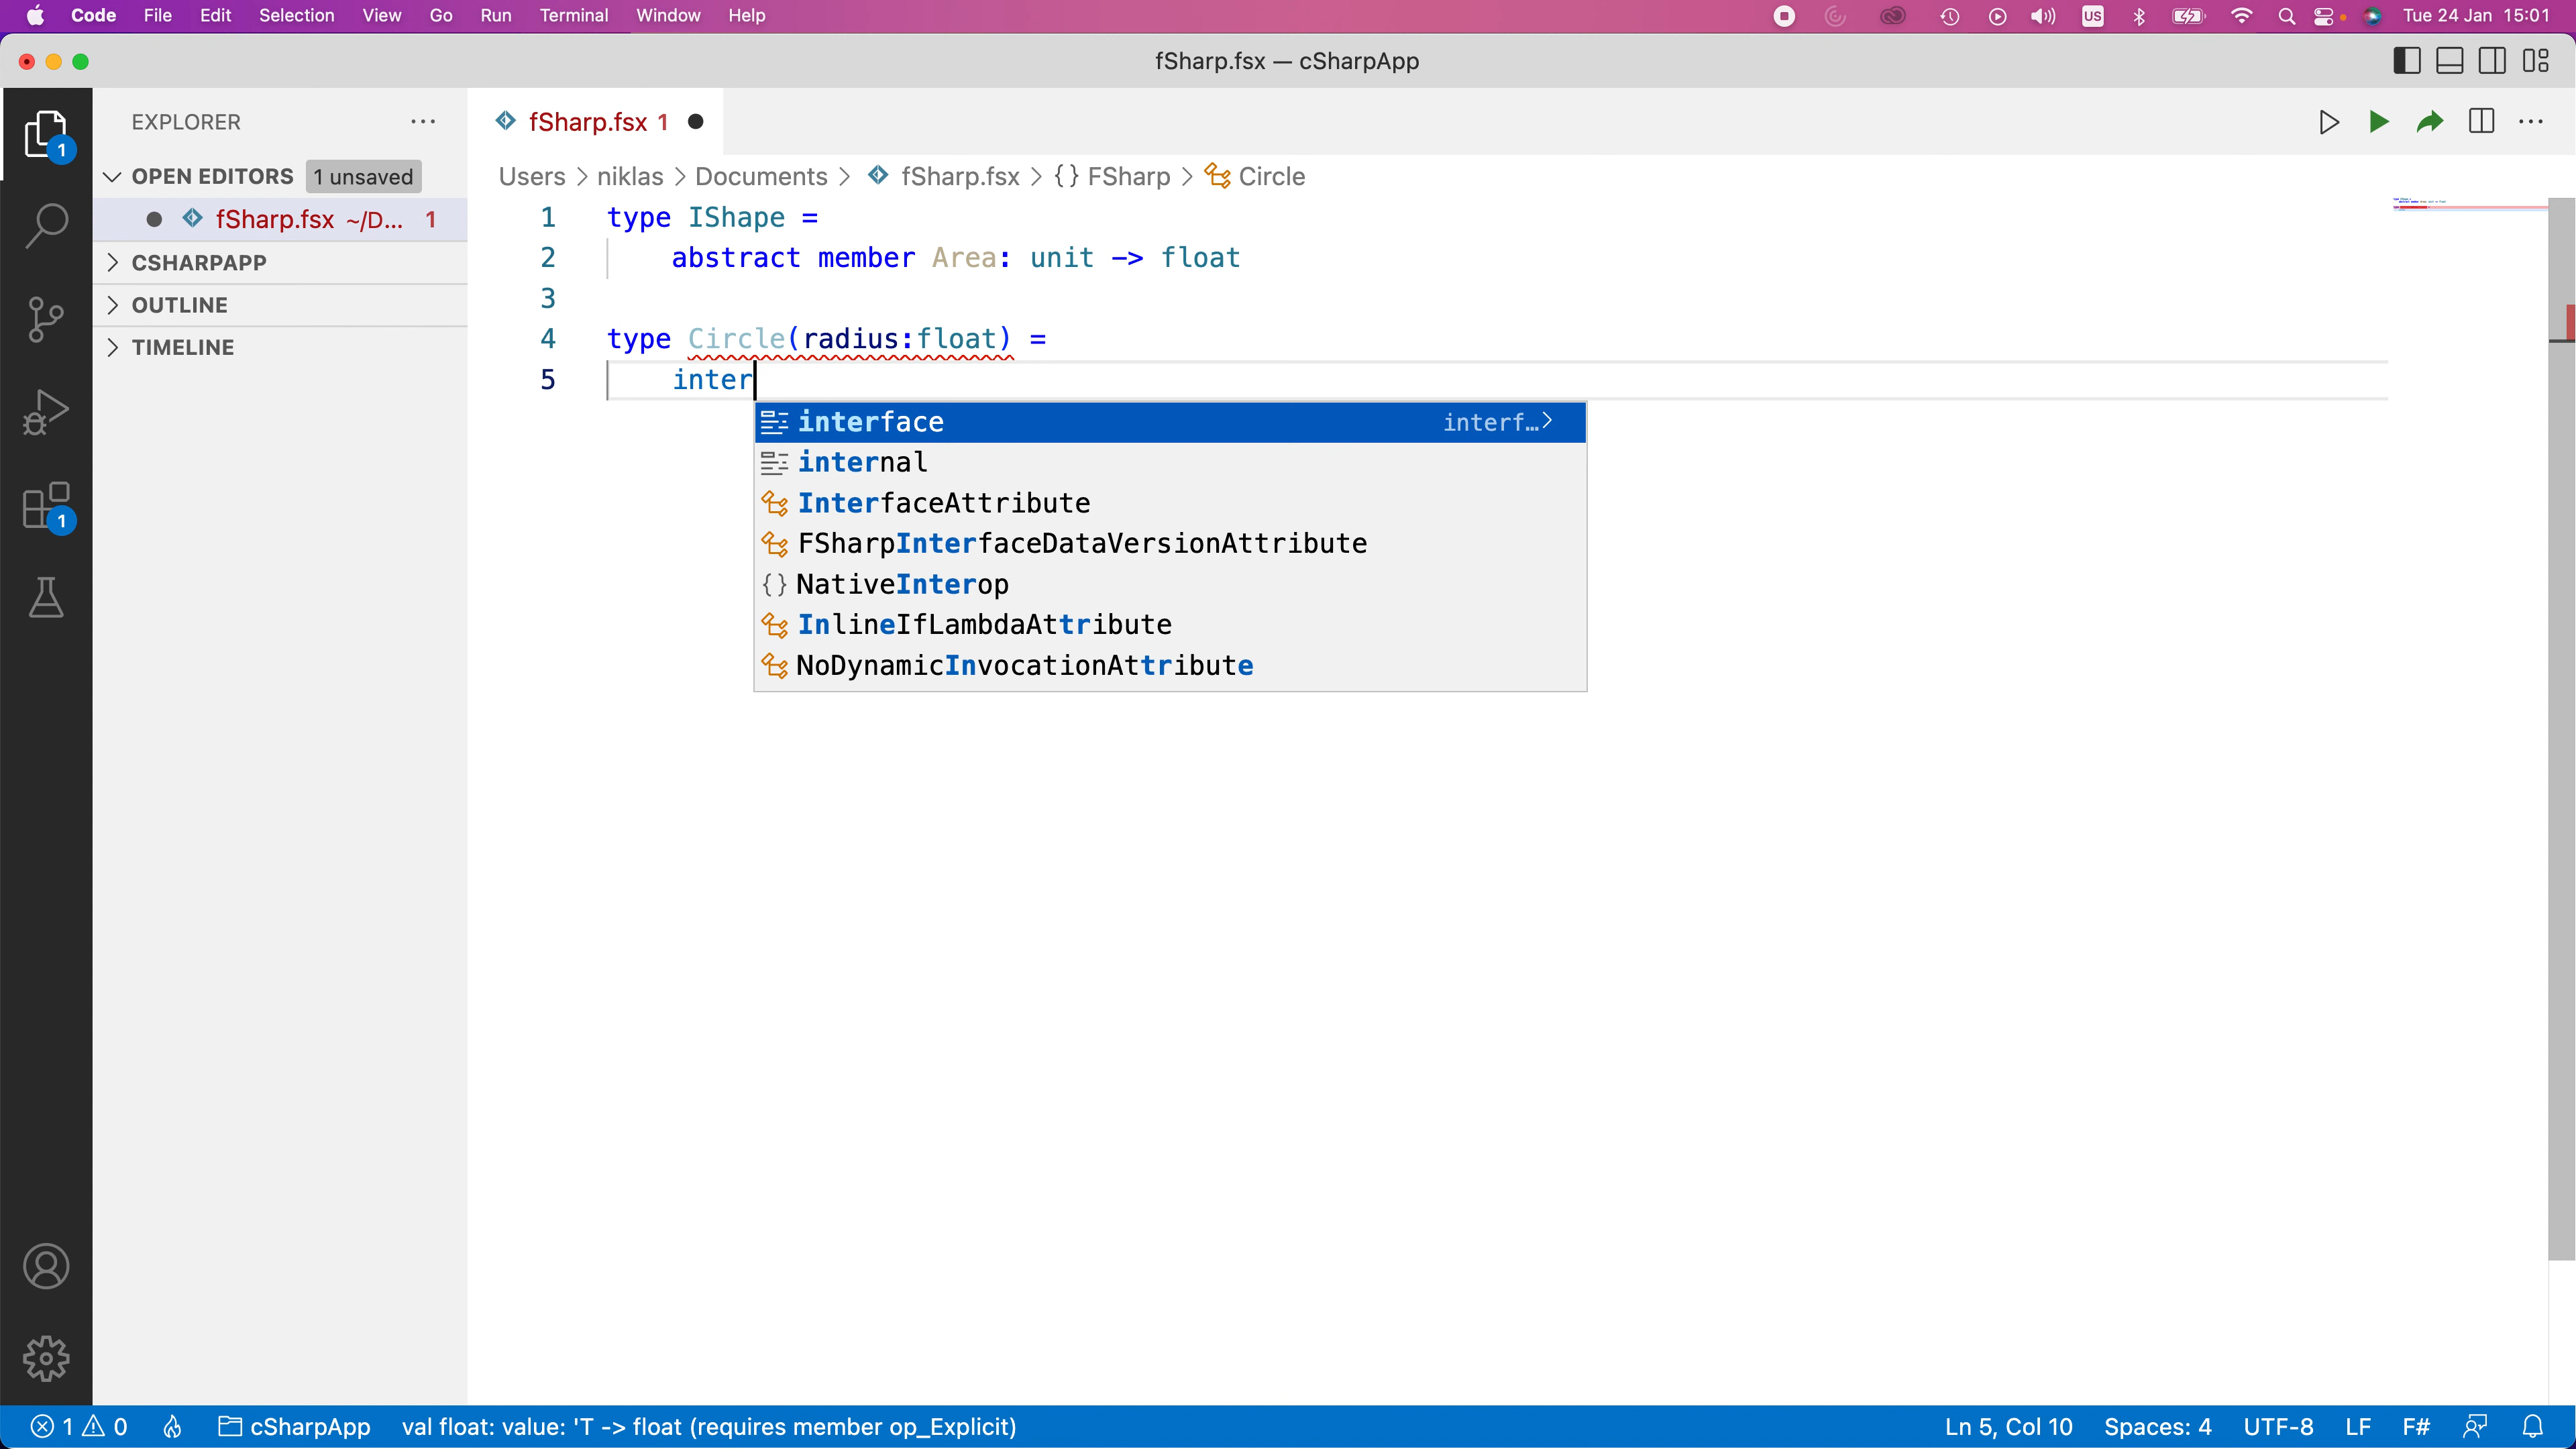 Code File Edit Selection View Go Run Terminal Window Help US Tue 24 Jan 15:01
fSharp.fsx — cSharpApp
EXPLORER
fSharp.fsx 1
OPEN EDITORS 1 unsaved
Users > niklas > Documents > fSharp.fsx > {} FSharp > Circle
fSharp.fsx ~/D... 1
CSHARPAPP
OUTLINE
TIMELINE
1
1
1 type IShape =
2 abstract member Area: unit -> float
3
4 type Circle(radius:float) =
5 inter
interface interf...>
internal
InterfaceAttribute
FSharpInterfaceDataVersionAttribute
{} NativeInterop
InlineIfLambdaAttribute
NoDynamicInvocationAttribute
1 0 cSharpApp val float: value: 'T -> float (requires member op_Explicit) Ln 5, Col 10 Spaces: 4 UTF-8 LF F#